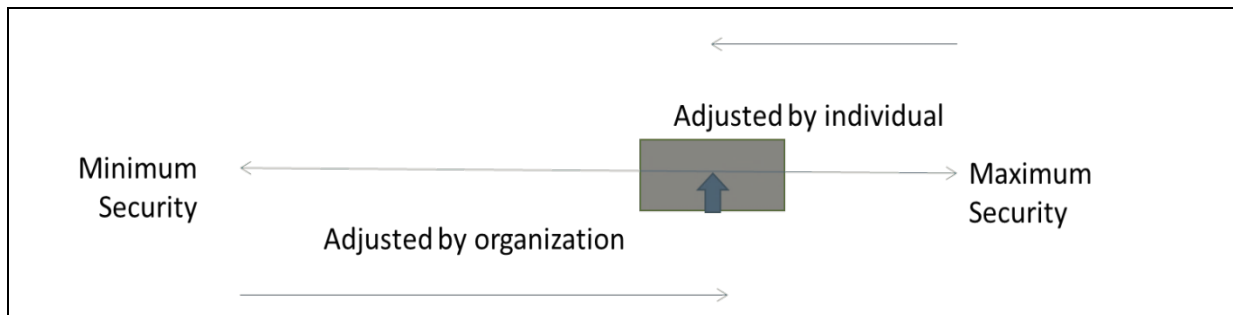 Adjusted by individual
Minimum
Security
Maximum
Security
Adjusted by organization